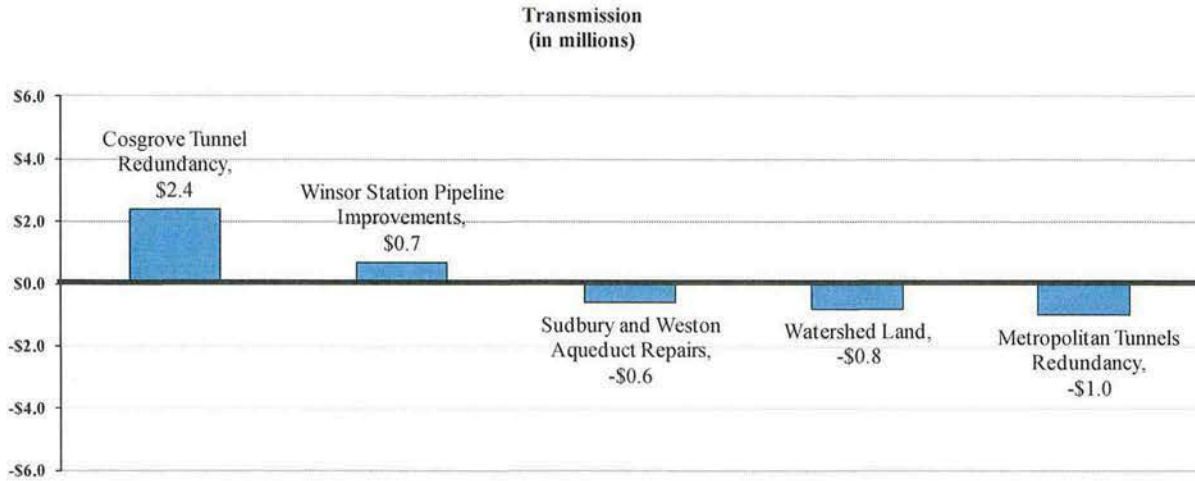 Transmission
(in millions)
$6.0
$4.0
$2.0
$0.0
-$2.0
-$4.0
-$6.0
Cosgrove Tunnel
Redundancy,
$2.4
Winsor Station Pipeline
Improvements,
$0.7
Sudbury and Weston
Aqueduct Repairs,
-$0.6
Watershed Land,
-$0.8
Metropolitan Tunnels
Redundancy,
-$1.0